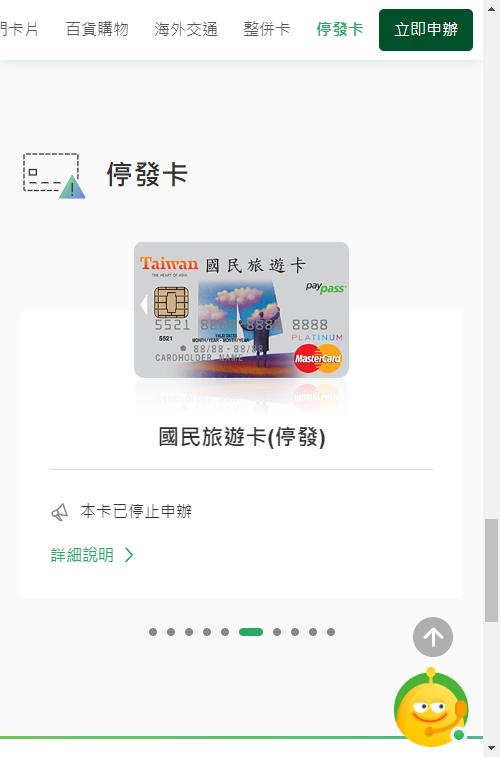 門卡片 百貨購物 海外交通 整併卡 停發卡 立即申辦
停發卡
Taiwan 國民旅遊卡
THE HEART OF ASIA
paypass
5521 8888 8888 8888
5521 VALID DATES MONTH/YEAR - MONTH/YEAR PLATINUM
88/88-88/88
CARDHOLDER NAME MasterCard
國民旅遊卡(停發)
本卡已停止申辦
詳細說明